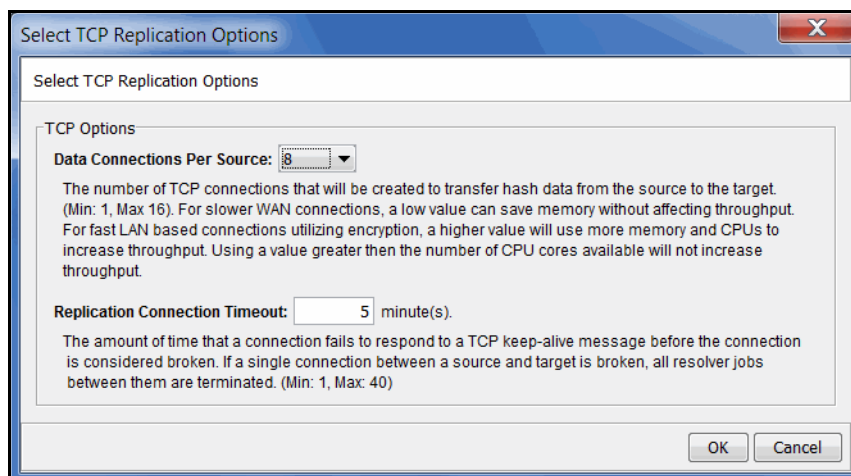 Select TCP Replication Options
Select TCP Replication Options
TCP Options
Data Connections Per Source: 8
The number of TCP connections that will be created to transfer hash data from the source to the target.
(Min: 1, Max 16). For slower WAN connections, a low value can save memory without affecting throughput.
For fast LAN based connections utilizing encryption, a higher value will use more memory and CPUs to
increase throughput. Using a value greater then the number of CPU cores available will not increase
throughput.
Replication Connection Timeout: 5 minute(s).
The amount of time that a connection fails to respond to a TCP keep-alive message before the connection
is considered broken. If a single connection between a source and target is broken, all resolver jobs
between them are terminated. (Min: 1, Max: 40)
OK Cancel